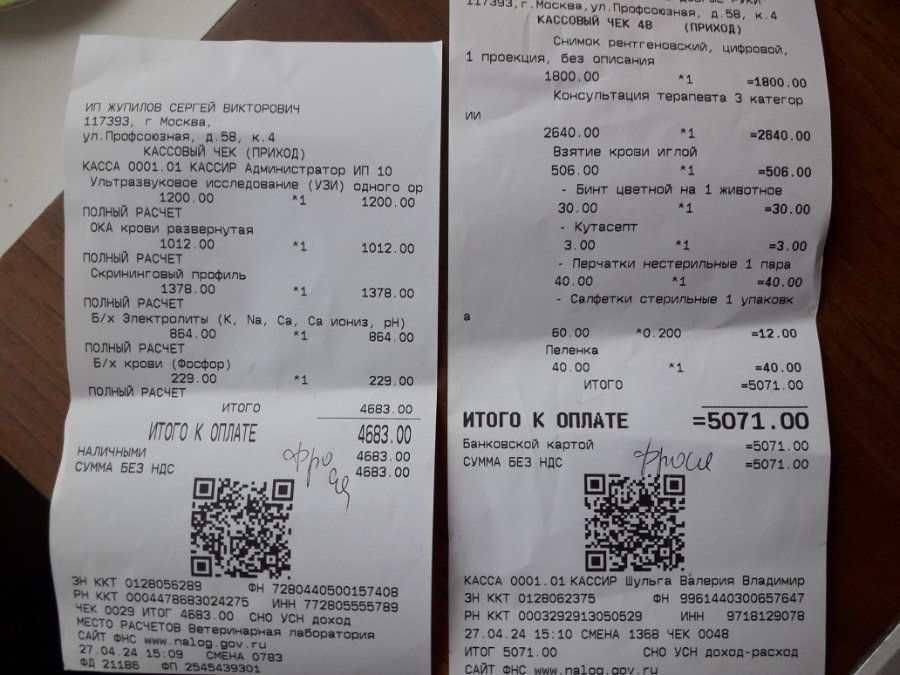 ИП ЖУПИЛОВ СЕРГЕЙ ВИКТОРОВИЧ
117393, г Москва,
ул.Профсоюзная, д.58, к.4
КАССОВЫЙ ЧЕК (ПРИХОД)
КАССА 0001.01 КАССИР Администратор ИП 10
Ультразвуковое исследование (УЗИ) одного ор
1200.00 *1 1200.00
ПОЛНЫЙ РАСЧЕТ
ОКА крови развернутая
1012.00 *1 1012.00
ПОЛНЫЙ РАСЧЕТ
Скрининговый профиль
1378.00 *1 1378.00
ПОЛНЫЙ РАСЧЕТ
Б/х Электролиты (K, Na, Ca, Ca иониз, pH)
864.00 *1 864.00
ПОЛНЫЙ РАСЧЕТ
Б/х крови (Фосфор)
229.00 *1 229.00
ПОЛНЫЙ РАСЧЕТ
ИТОГО 4683.00
ИТОГО К ОПЛАТЕ 4683.00
НАЛИЧНЫМИ 4683.00
СУММА БЕЗ НДС 4683.00
Фро
ся
ЗН ККТ 0128056289 ФН 7280440500157408
РН ККТ 0004478683024275 ИНН 772805555789
ЧЕК 0029 ИТОГ 4683.00 СНО УСН ДОХОД
МЕСТО РАСЧЕТОВ Ветеринарная лаборатория
САЙТ ФНС www.nalog.gov.ru
27.04.24 15:09 СМЕНА 0783
ФД 21186 ФП 2545439301
117393,г.Москва,ул.Профсоюзная, д.58, к.4
КАССОВЫЙ ЧЕК 48 (ПРИХОД)
Снимок рентгеновский, цифровой,
1 проекция, без описания
1800.00 *1 =1800.00
Консультация терапевта 3 категор
ии
2640.00 *1 =2640.00
Взятие крови иглой
506.00 *1 =506.00
- Бинт цветной на 1 животное
30.00 *1 =30.00
- Кутасепт
3.00 *1 =3.00
- Перчатки нестерильные 1 пара
40.00 *1 =40.00
- Салфетки стерильные 1 упаковк
а
60.00 *0.200 =12.00
Пеленка
40.00 *1 =40.00
ИТОГО =5071.00
ИТОГО К ОПЛАТЕ =5071.00
Банковской картой =5071.00
СУММА БЕЗ НДС =5071.00
Фрося
КАССА 0001.01 КАССИР Шульга Валерия Владимир
ЗН ККТ 0128062375 ФН 9961440300657647
РН ККТ 0003292913050529 ИНН 9718129078
27.04.24 15:10 СМЕНА 1368 ЧЕК 0048
ИТОГ 5071.00 СНО УСН доход-расход
САЙТ ФНС www.nalog.gov.ru